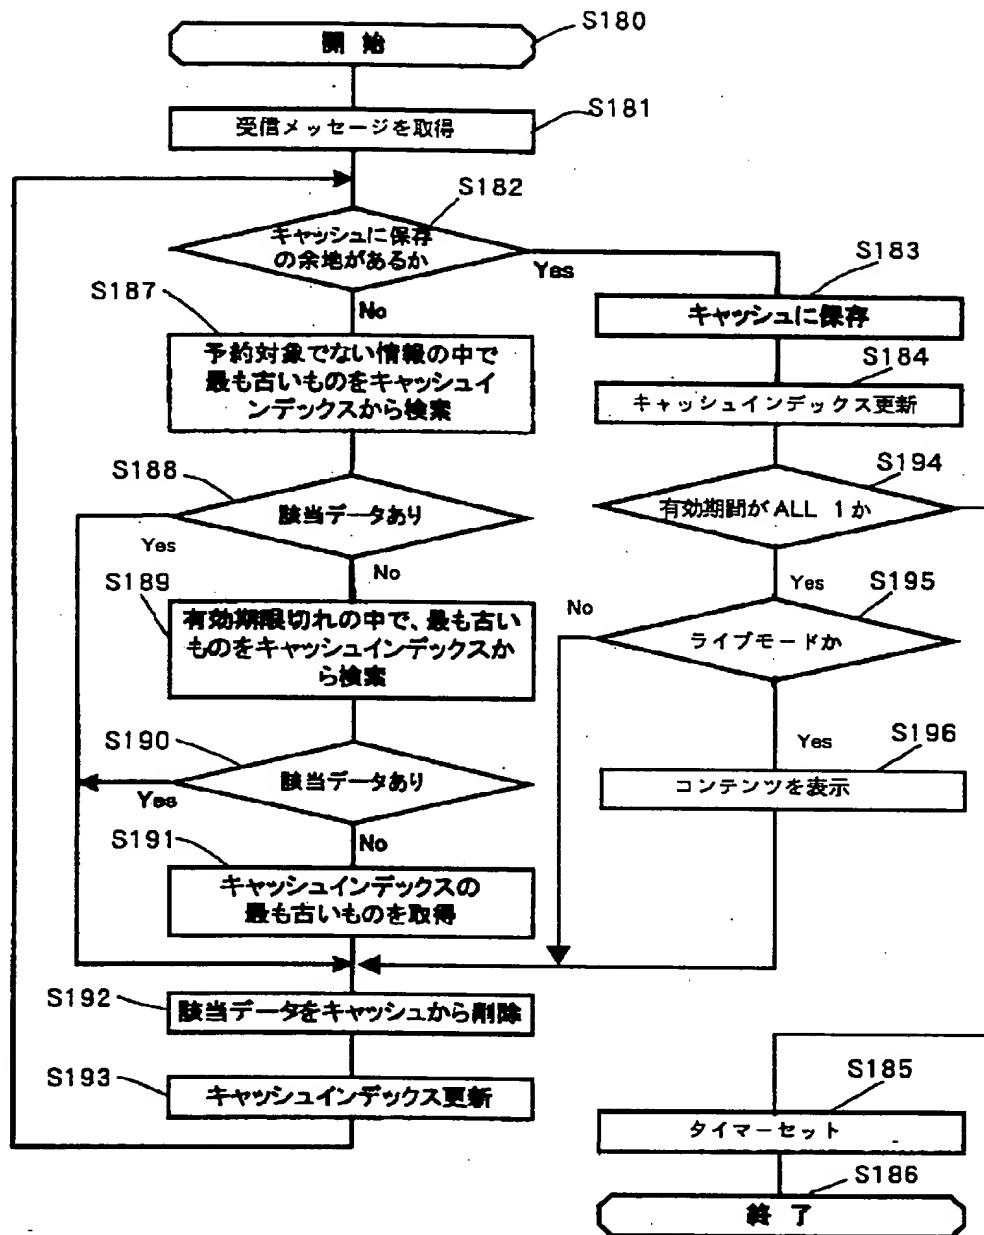 S180
開 始
S181
受信メッセージを取得
S182
キャッシュに保存
の余地があるか
Yes
No
S183
キャッシュに保存
S187
予約対象でない情報の中で
最も古いものをキャッシュイ
ンデックスから検索
S184
キャッシュインデックス更新
S188
該当データあり
Yes
No
S194
有効期間がALL 1か
Yes
S189
有効期限切れの中で、最も古い
ものをキャッシュインデックスか
ら検索
S195
No
ライブモードか
Yes
S190
該当データあり
Yes
No
S196
コンテンツを表示
S191
キャッシュインデックスの
最も古いものを取得
S192
該当データをキャッシュから削除
S193
キャッシュインデックス更新
S185
タイマーセット
S186
終 了